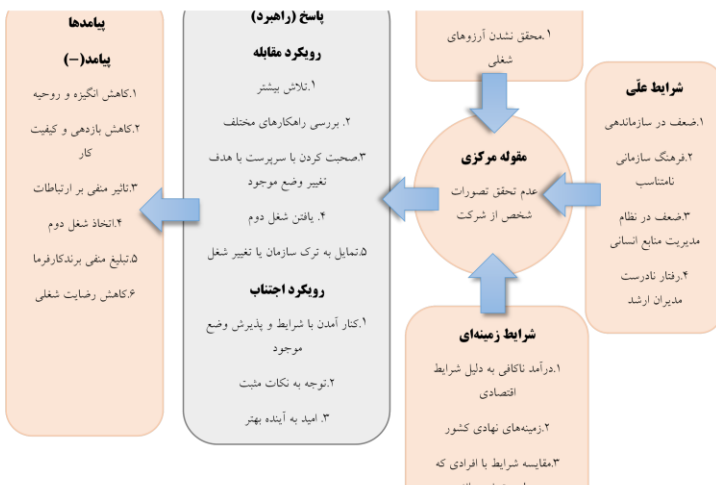 شرایط علّی
۱.ضعف در سازماندهی
۲.فرهنگ سازمانی
نامتناسب
۳.ضعف در نظام
مدیریت منابع انسانی
۴.رفتار نادرست
مدیران ارشد
۱.محقق نشدن آرزوهای
شغلی
مقوله مرکزی
عدم تحقق تصورات
شخص از شرکت
شرایط زمینه‌ای
۱.درآمد ناکافی به دلیل شرایط
اقتصادی
۲.زمینه‌های نهادی کشور
۳.مقایسه شرایط با افرادی که
پاسخ (راهبرد)
رویکرد مقابله
۱.تلاش بیشتر
۲. بررسی راهکارهای مختلف
۳.صحبت کردن با سرپرست با هدف
تغییر وضع موجود
۴. یافتن شغل دوم
۵.تمایل به ترک سازمان یا تغییر شغل
رویکرد اجتناب
۱.کنار آمدن با شرایط و پذیرش وضع
موجود
۲.توجه به نکات مثبت
۳. امید به آینده بهتر
پیامدها
پیامد(–)
۱.کاهش انگیزه و روحیه
۲.کاهش بازدهی و کیفیت
کار
۳.تاثیر منفی بر ارتباطات
۴.اتخاذ شغل دوم
۵.تبلیغ منفی برندکارفرما
۶.کاهش رضایت شغلی